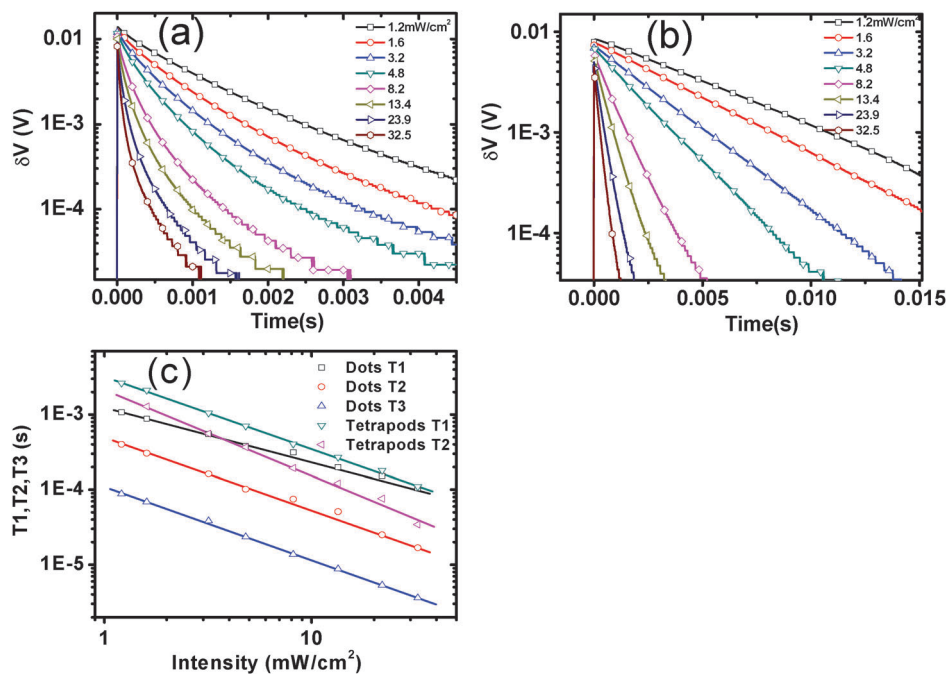 (a)
1.2mW/cm²
1.6
3.2
4.8
8.2
13.4
23.9
32.5
0.01
1E-3
1E-4
δV (V)
0.000 0.001 0.002 0.003 0.004
Time(s)
(b)
1.2mW/cm²
1.6
3.2
4.8
8.2
13.4
23.9
32.5
0.01
1E-3
1E-4
δV (V)
0.000 0.005 0.010 0.015
Time(s)
(c)
Dots T1
Dots T2
Dots T3
Tetrapods T1
Tetrapods T2
1E-3
1E-4
1E-5
T1,T2,T3 (s)
1 10
Intensity (mW/cm²)